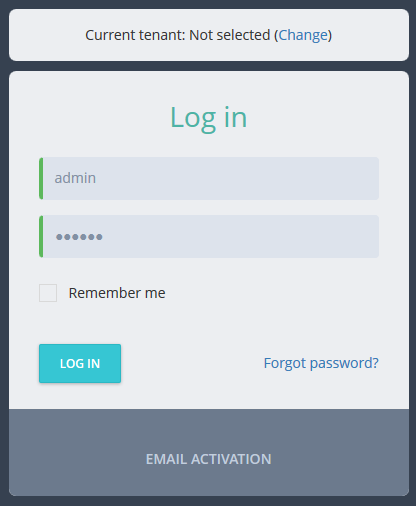 Current tenant: Not selected (Change)
Log in
admin
••••••
Remember me
LOG IN
Forgot password?
EMAIL ACTIVATION